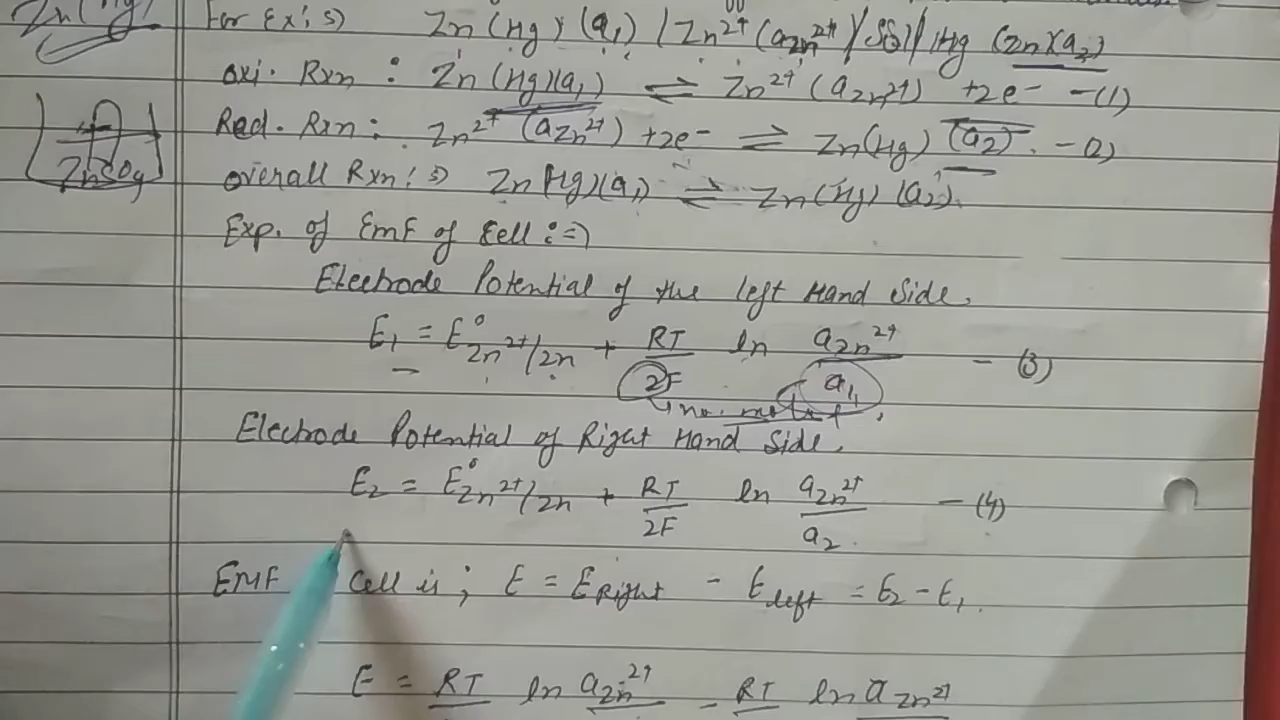 Zn(Hg)
For Ex's) Zn(Hg)(a₁) | Zn²⁺(aZn²⁺) Hg (Zn)(a₂)
oxi. Rxn : Zn(Hg)(a₁) ⇌ Zn²⁺ (aZn²⁺) +2e⁻ -(1)
Red. Rxn : Zn²⁺ (aZn²⁺) +2e⁻ ⇌ Zn(Hg) (a₂). -(2)
overall Rxn :s) Zn(Hg)(a₁) ⇌ Zn(Hg) (a₂).
Exp. of EmF of Cell :=)
Electrode Potential of the left Hand Side,
E₁ = E°Zn²⁺/Zn + RT/2F ln aZn²⁺/a₁ - (3)
no.
Electrode Potential of Right Hand Side,
E₂ = E°Zn²⁺/Zn + RT/2F ln aZn²⁺/a₂ - (4)
EMF Cell is; E = ERight - Eleft = E₂ - E₁.
E = RT ln aZn²⁺ - RT ln aZn²⁺